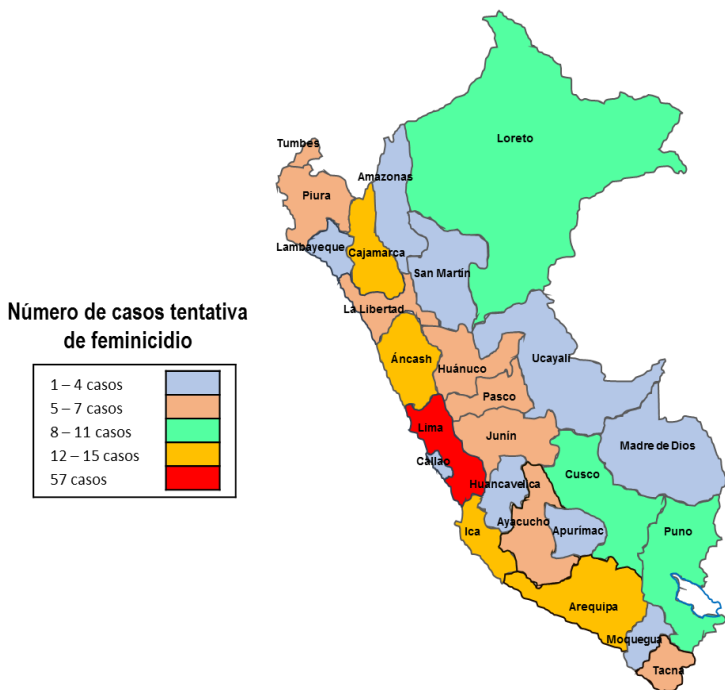 Loreto
Tumbes
Amazonas
Piura
Lambayeque
Cajamarca
San Martín
La Libertad
Número de casos tentativa
de feminicidio
Áncash
Huánuco
Ucayali
1 – 4 casos
5 – 7 casos
8 – 11 casos
12 – 15 casos
57 casos
Pasco
Lima
Junín
Madre de Dios
Callao
Cusco
Huancavelica
Ayacucho
Apurímac
Ica
Puno
Arequipa
Moquegua
Tacna